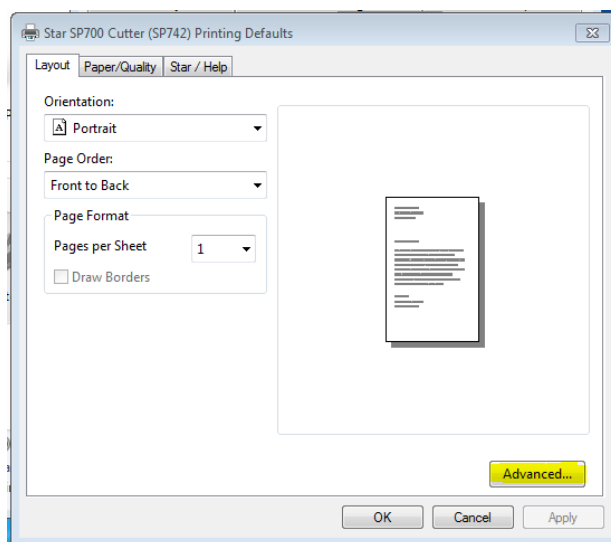 Star SP700 Cutter (SP742) Printing Defaults
Layout Paper/Quality Star / Help
Orientation:
A Portrait
Page Order:
Front to Back
Page Format
Pages per Sheet 1
Draw Borders
Advanced...
OK Cancel Apply